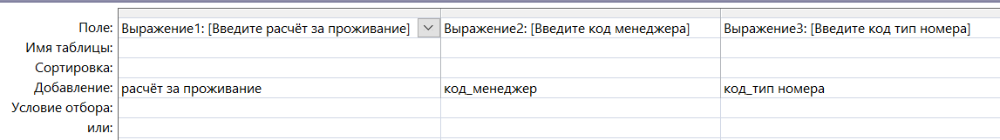 Поле: Выражение1: [Введите расчёт за проживание] Выражение2: [Введите код менеджера] Выражение3: [Введите код тип номера]
Имя таблицы:
Сортировка:
Добавление: расчёт за проживание код_менеджер код_тип номера
Условие отбора:
или: